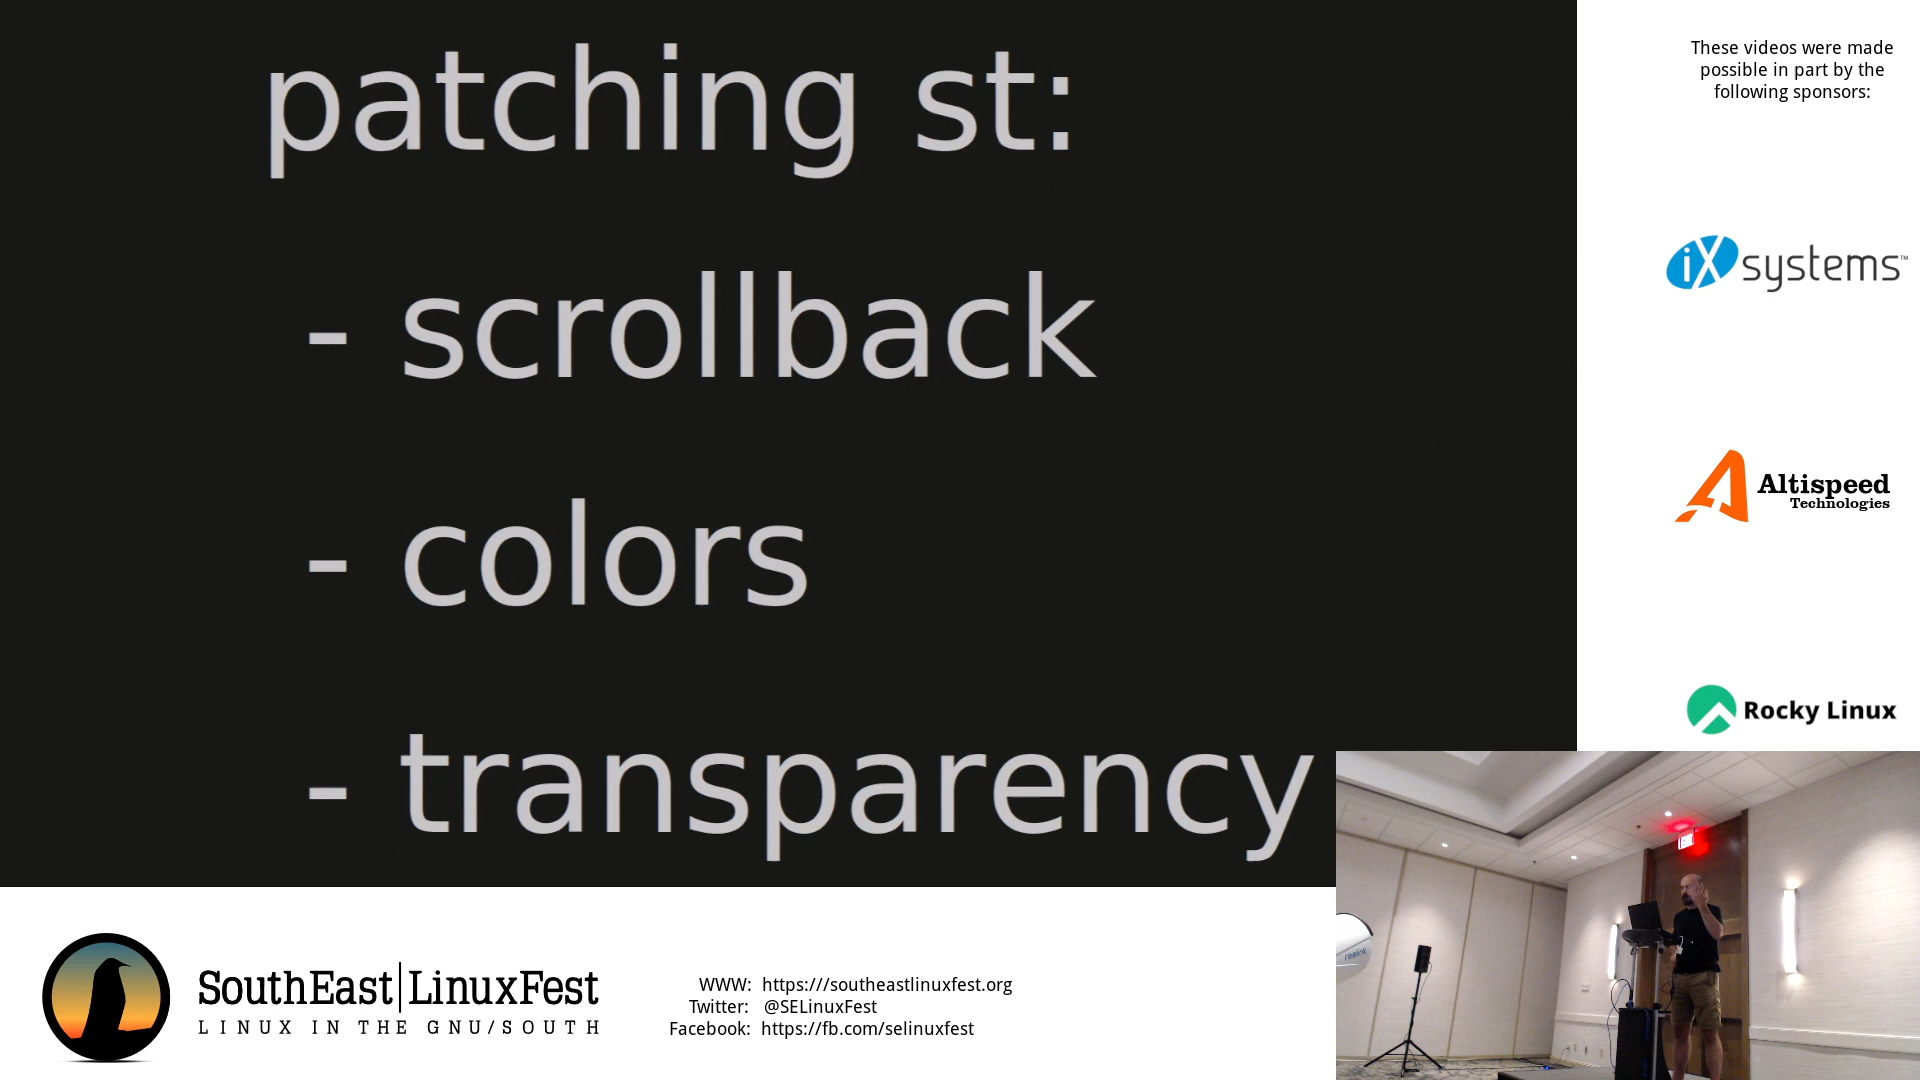 patching st:
- scrollback
- colors
- transparency
These videos were made
possible in part by the
following sponsors:
iXsystems™
Altispeed
Technologies
Rocky Linux
SouthEast|LinuxFest
LINUX IN THE GNU/SOUTH
WWW: https:///southeastlinuxfest.org
Twitter: @SELinuxFest
Facebook: https://fb.com/selinuxfest